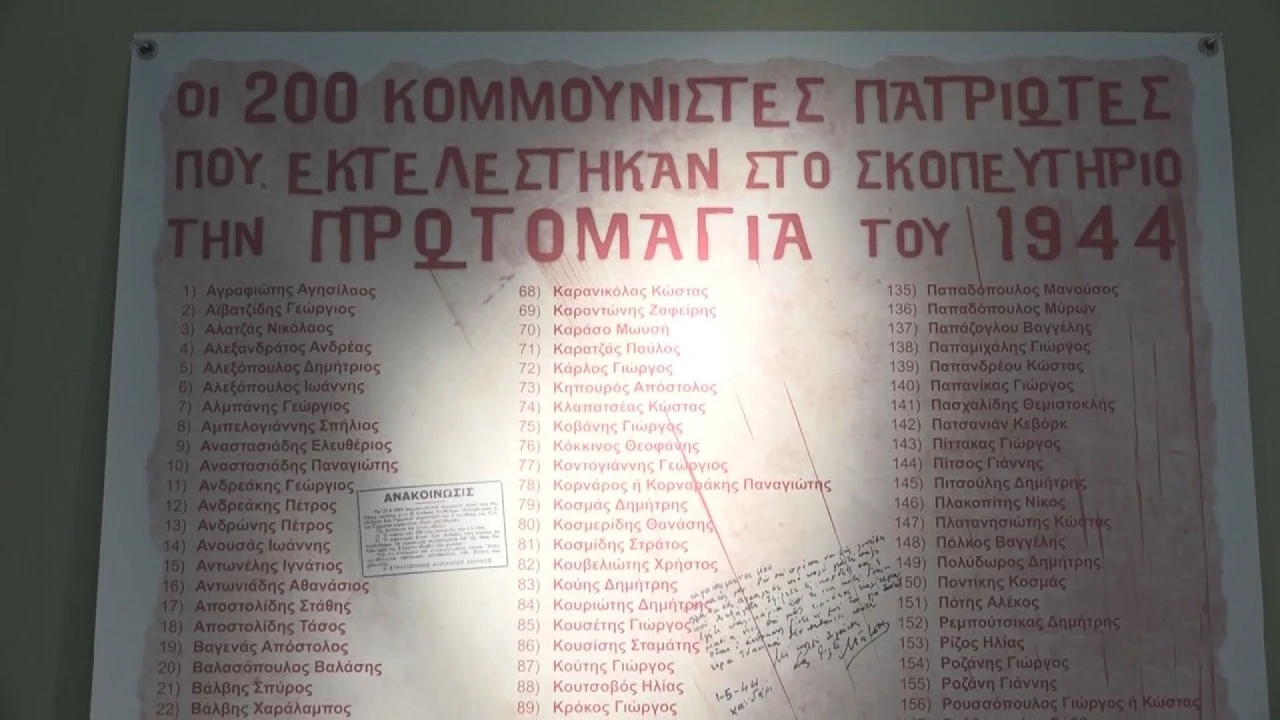 ΟΙ 200 ΚΟΜΜΟΥΝΙΣΤΕΣ ΠΑΤΡΙΩΤΕΣ
ΠΟΥ ΕΚΤΕΛΕΣΤΗΚΑΝ ΣΤΟ ΣΚΟΠΕΥΤΗΡΙΟ
ΤΗΝ ΠΡΩΤΟΜΑΓΙΑ ΤΟΥ 1944
1) Αγραφιώτης Αγησίλαος
2) Αϊβατζίδης Γεώργιος
3) Αλατζάς Νικόλαος
4) Αλεξανδράτος Ανδρέας
5) Αλεξόπουλος Δημήτριος
6) Αλεξόπουλος Ιωάννης
7) Αλμπάνης Γεώργιος
8) Αμπελογιάννης Σπήλιος
9) Αναστασιάδης Ελευθέριος
10) Αναστασιάδης Παναγιώτης
11) Ανδρεάκης Γεώργιος
12) Ανδρεάκης Πέτρος
13) Ανδρώνης Πέτρος
14) Ανουσάς Ιωάννης
15) Αντωνέλης Ιγνάτιος
16) Αντωνιάδης Αθανάσιος
17) Αποστολίδης Στάθης
18) Αποστολίδης Τάσος
19) Βαγενάς Απόστολος
20) Βαλασόπουλος Βαλάσης
21) Βάλβης Σπύρος
22) Βάλβης Χαράλαμπος
ΑΝΑΚΟΙΝΩΣΙΣ
68) Καρανικόλας Κώστας
69) Καραντώνης Ζαφείρης
70) Καράσο Μωυσή
71) Καρατζάς Παύλος
72) Κάρλος Γιώργος
73) Κηπουρός Απόστολος
74) Κλαπατσέας Κώστας
75) Κοβάνης Γιώργος
76) Κόκκινος Θεοφάνης
77) Κοντογιάννης Γεώργιος
78) Κορνάρος ή Κορναράκης Παναγιώτης
79) Κοσμάς Δημήτρης
80) Κοσμερίδης Θανάσης
81) Κοσμίδης Στράτος
82) Κουβελιώτης Χρήστος
83) Κούης Δημήτρης
84) Κουριώτης Δημήτρης
85) Κουσέτης Γιώργος
86) Κουσίσης Σταμάτης
87) Κούτης Γιώργος
88) Κουτσοβός Ηλίας
89) Κρόκος Γιώργος
1-5-44
135) Παπαδόπουλος Μανούσος
136) Παπαδόπουλος Μύρων
137) Παπάζογλου Βαγγέλης
138) Παπαμιχάλης Γιώργος
139) Παπανδρέου Κώστας
140) Παπανίκας Γιώργος
141) Πασχαλίδης Θεμιστοκλής
142) Πατσανιάν Κεβόρκ
143) Πίττακας Γιώργος
144) Πίτσος Γιάννης
145) Πιτσούλης Δημήτρης
146) Πλακοπίτης Νίκος
147) Πλατανησιώτης Κώστας
148) Πόλκος Βαγγέλης
149) Πολύδωρος Δημήτρης
150) Ποντίκης Κοσμάς
151) Πότης Αλέκος
152) Ρεμπούτσικας Δημήτρης
153) Ρίζος Ηλίας
154) Ροζάνης Γιώργος
155) Ροζάνη Γιάννης
156) Ρουσσόπουλος Γιώργος ή Κώστας